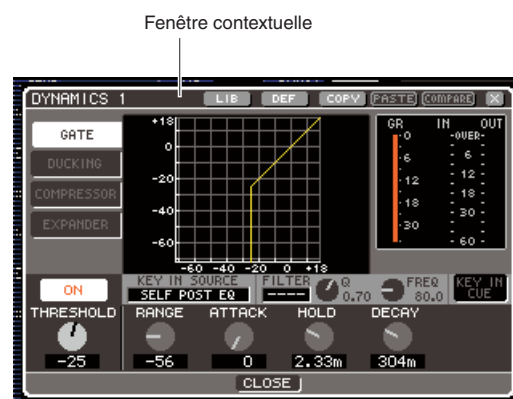 Fenêtre contextuelle
DYNAMICS 1 LIB DEF COPY PASTE COMPARE X
GATE
DUCKING
COMPRESSOR
EXPANDER
+18
0
-20
-40
-60
-60 -40 -20 0 +18
GR IN OUT
0 -OVER-
6 6
12 12
18 18
30 30
60
ON
KEY IN SOURCE
SELF POST EQ
FILTER
----
Q
0.70
FREQ
80.0
KEY IN
CUE
THRESHOLD RANGE ATTACK HOLD DECAY
-25 -56 0 2.33m 304m
CLOSE